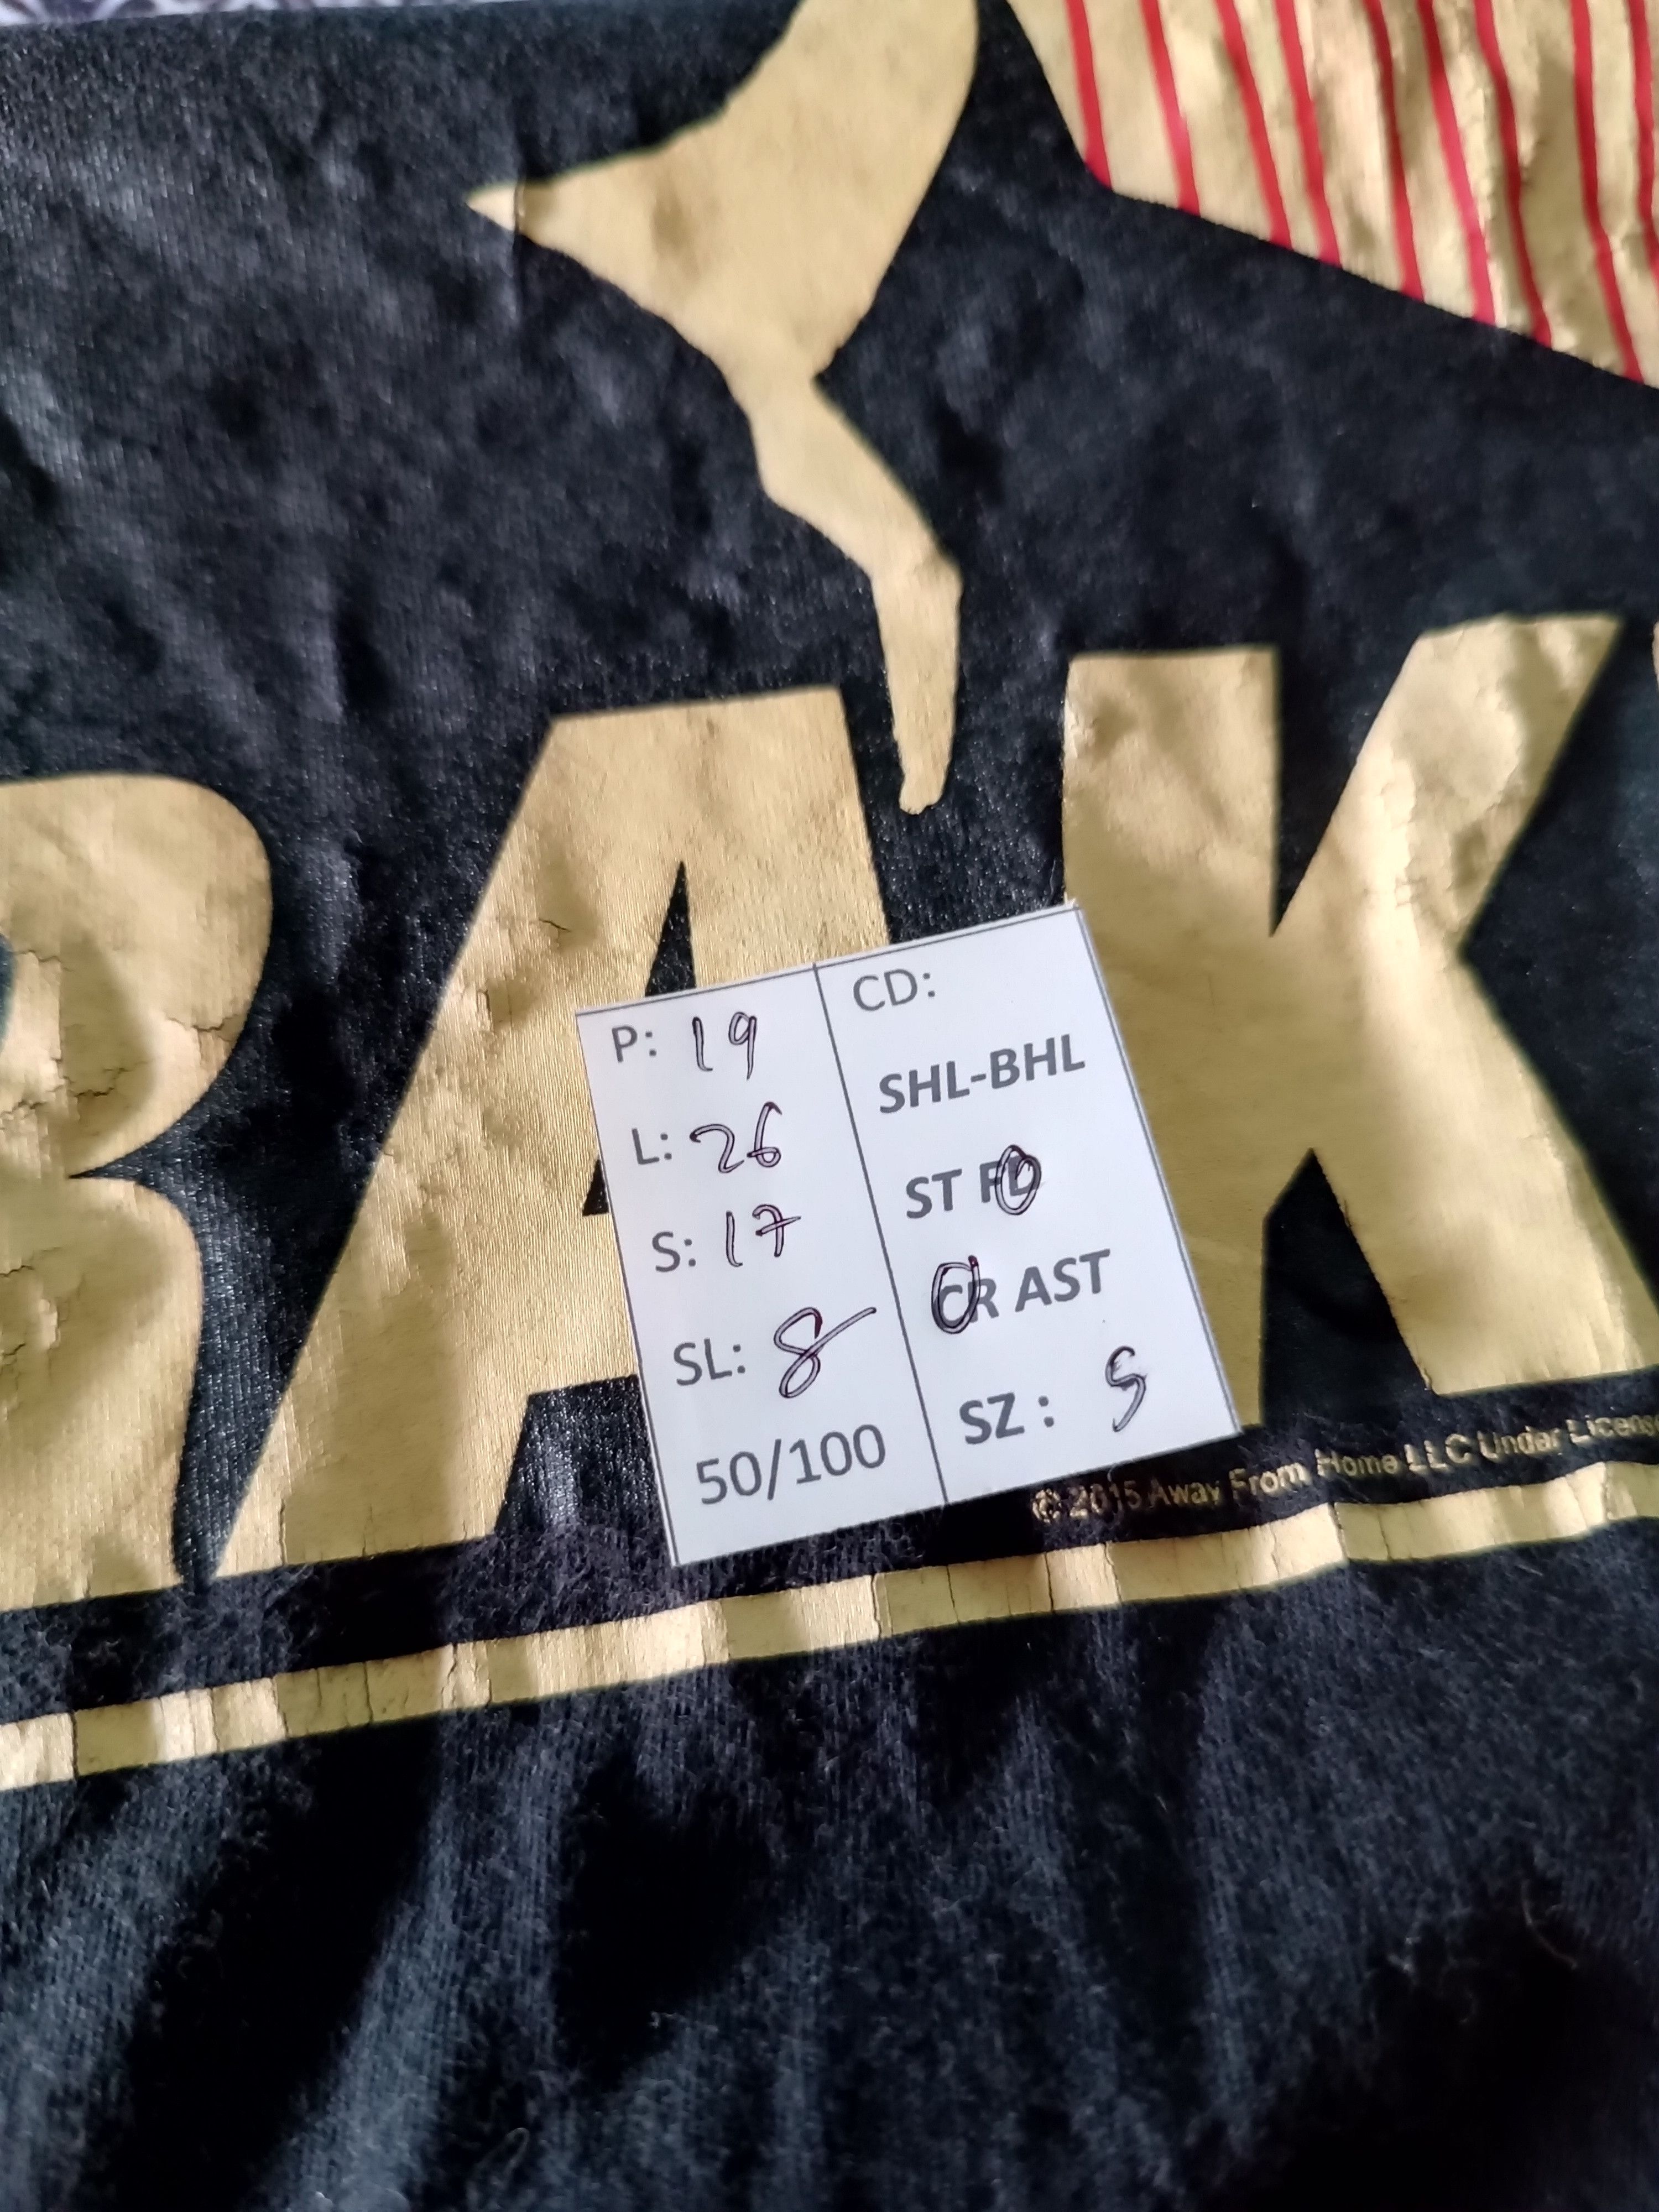 BAK
P: 19
L: 26
S: 17
SL: 8
50/100
CD:
SHL-BHL
ST FD
CR AST
SZ: S
© 2015 Away From Home LLC Under License